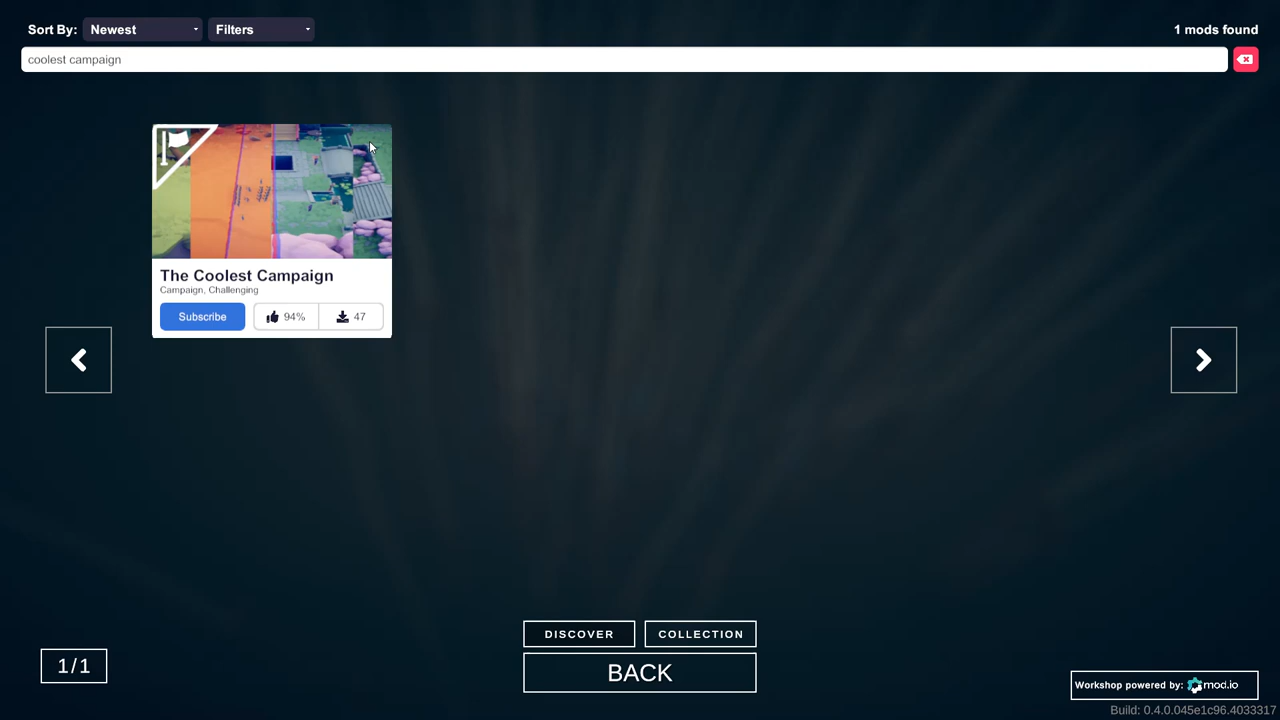 Sort By: Newest Filters 1 mods found
coolest campaign
The Coolest Campaign
Campaign, Challenging
Subscribe 94% 47
DISCOVER COLLECTION
BACK
1/1
Workshop powered by: mod.io
Build: 0.4.0.045e1c96.4033317